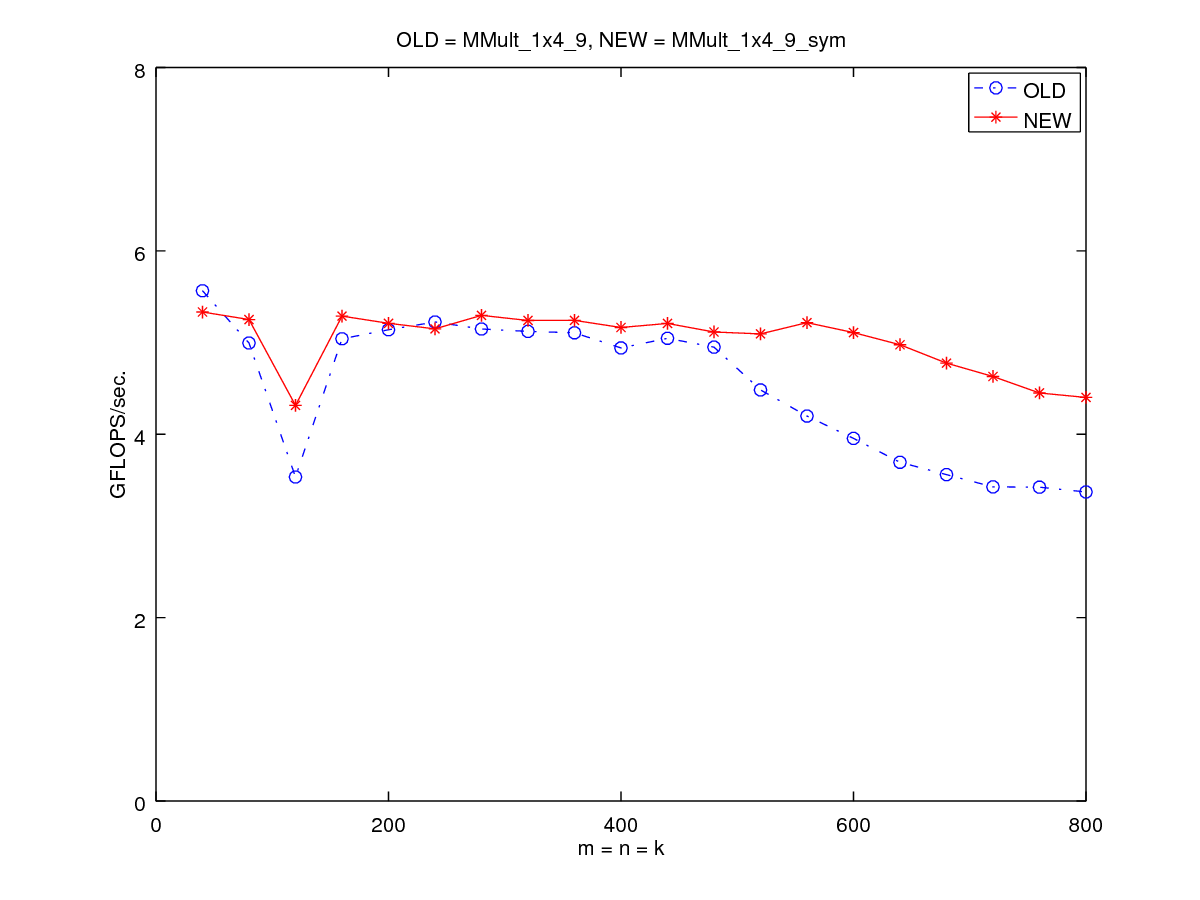 OLD = MMult_1x4_9, NEW = MMult_1x4_9_sym
8
OLD
NEW
6
GFLOPS/sec.
4
2
0
0 200 400 600 800
m = n = k